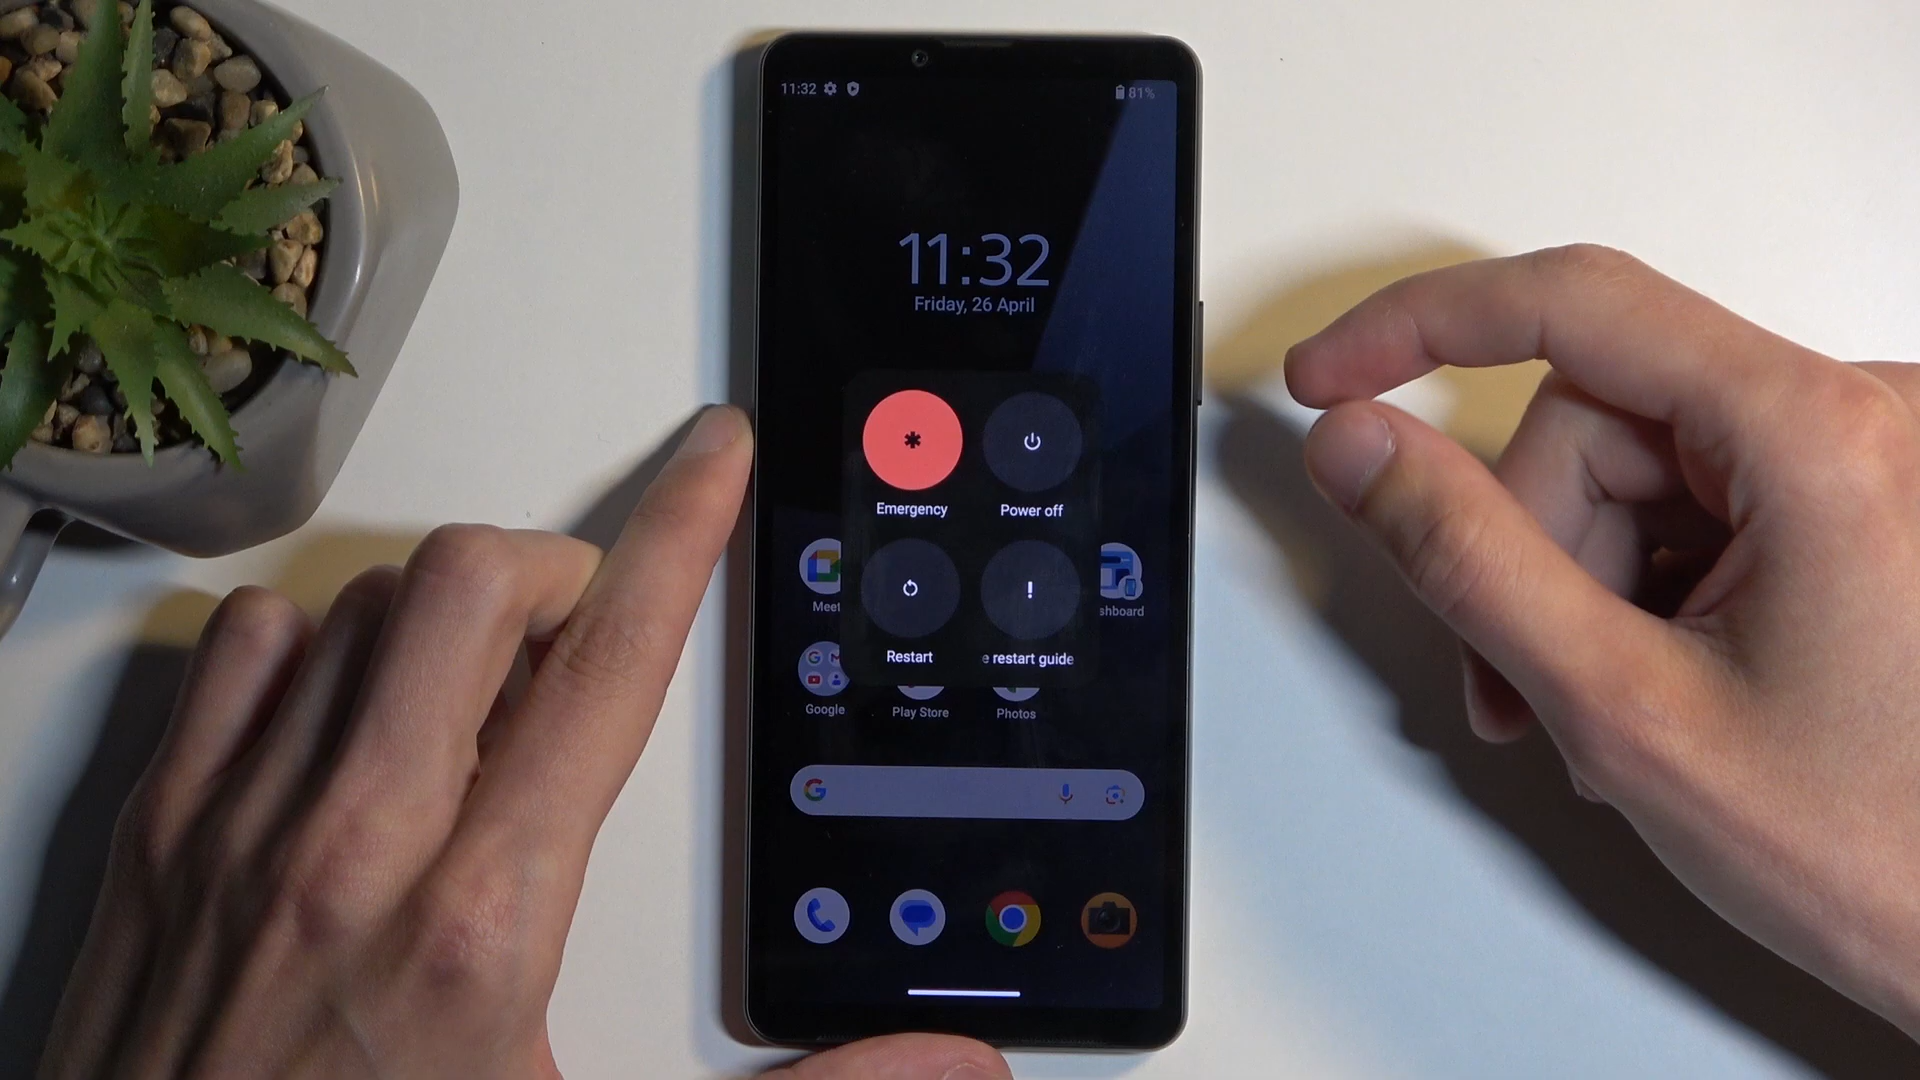 11:32
81%
11:32
Friday, 26 April
Emergency
Power off
Restart
e restart guide
Meet
shboard
Google
Play Store
Photos